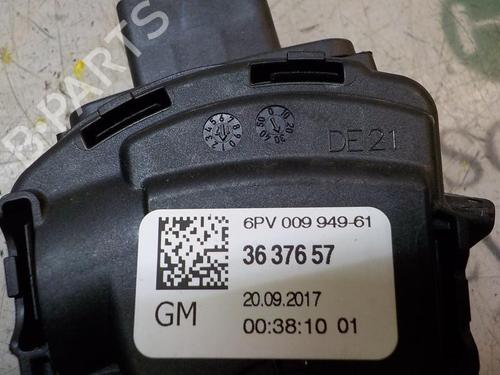 B-PARTS
DE 21
6PV 009 949-61
36 376 57
GM
20.09.2017
00:38:10 01